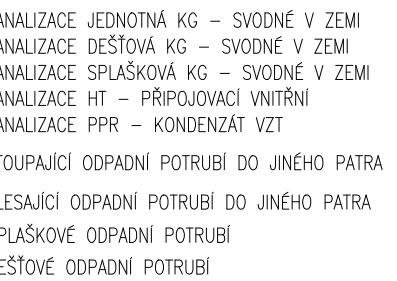 ANALIZACE JEDNOTNÁ KG – SVODNÉ V ZEMI
ANALIZACE DEŠŤOVÁ KG – SVODNÉ V ZEMI
ANALIZACE SPLAŠKOVÁ KG – SVODNÉ V ZEMI
ANALIZACE HT – PŘIPOJOVACÍ VNITŘNÍ
ANALIZACE PPR – KONDENZÁT VZT
TOUPAJÍCÍ ODPADNÍ POTRUBÍ DO JINÉHO PATRA
LESAJÍCÍ ODPADNÍ POTRUBÍ DO JINÉHO PATRA
PLAŠKOVÉ ODPADNÍ POTRUBÍ
EŠŤOVÉ ODPADNÍ POTRUBÍ